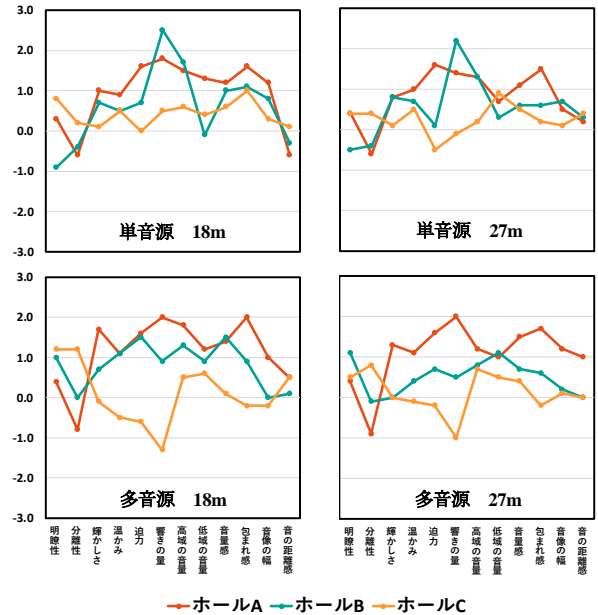 3.0
2.0
1.0
0.0
-1.0
-2.0
-3.0
単音源 18m
単音源 27m
3.0
2.0
1.0
0.0
-1.0
-2.0
-3.0
多音源 18m
多音源 27m
明瞭性
分離性
輝かしさ
温かみ
迫力
響きの量
高域の音量
低域の音量
音量感
包まれ感
音像の幅
音の距離感
明瞭性
分離性
輝かしさ
温かみ
迫力
響きの量
高域の音量
低域の音量
音量感
包まれ感
音像の幅
音の距離感
ホールA ホールB ホールC